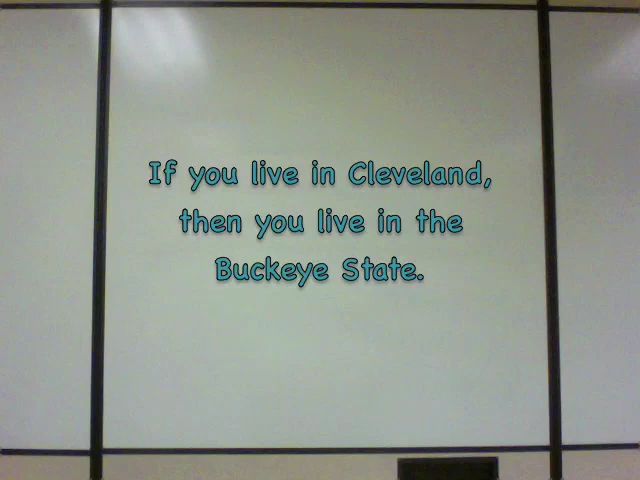 If you live in Cleveland,
then you live in the
Buckeye State.